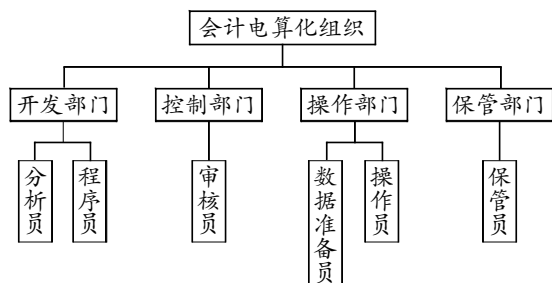 会计电算化组织
开发部门
控制部门
操作部门
保管部门
分析员
程序员
审核员
数据准备员
操作员
保管员